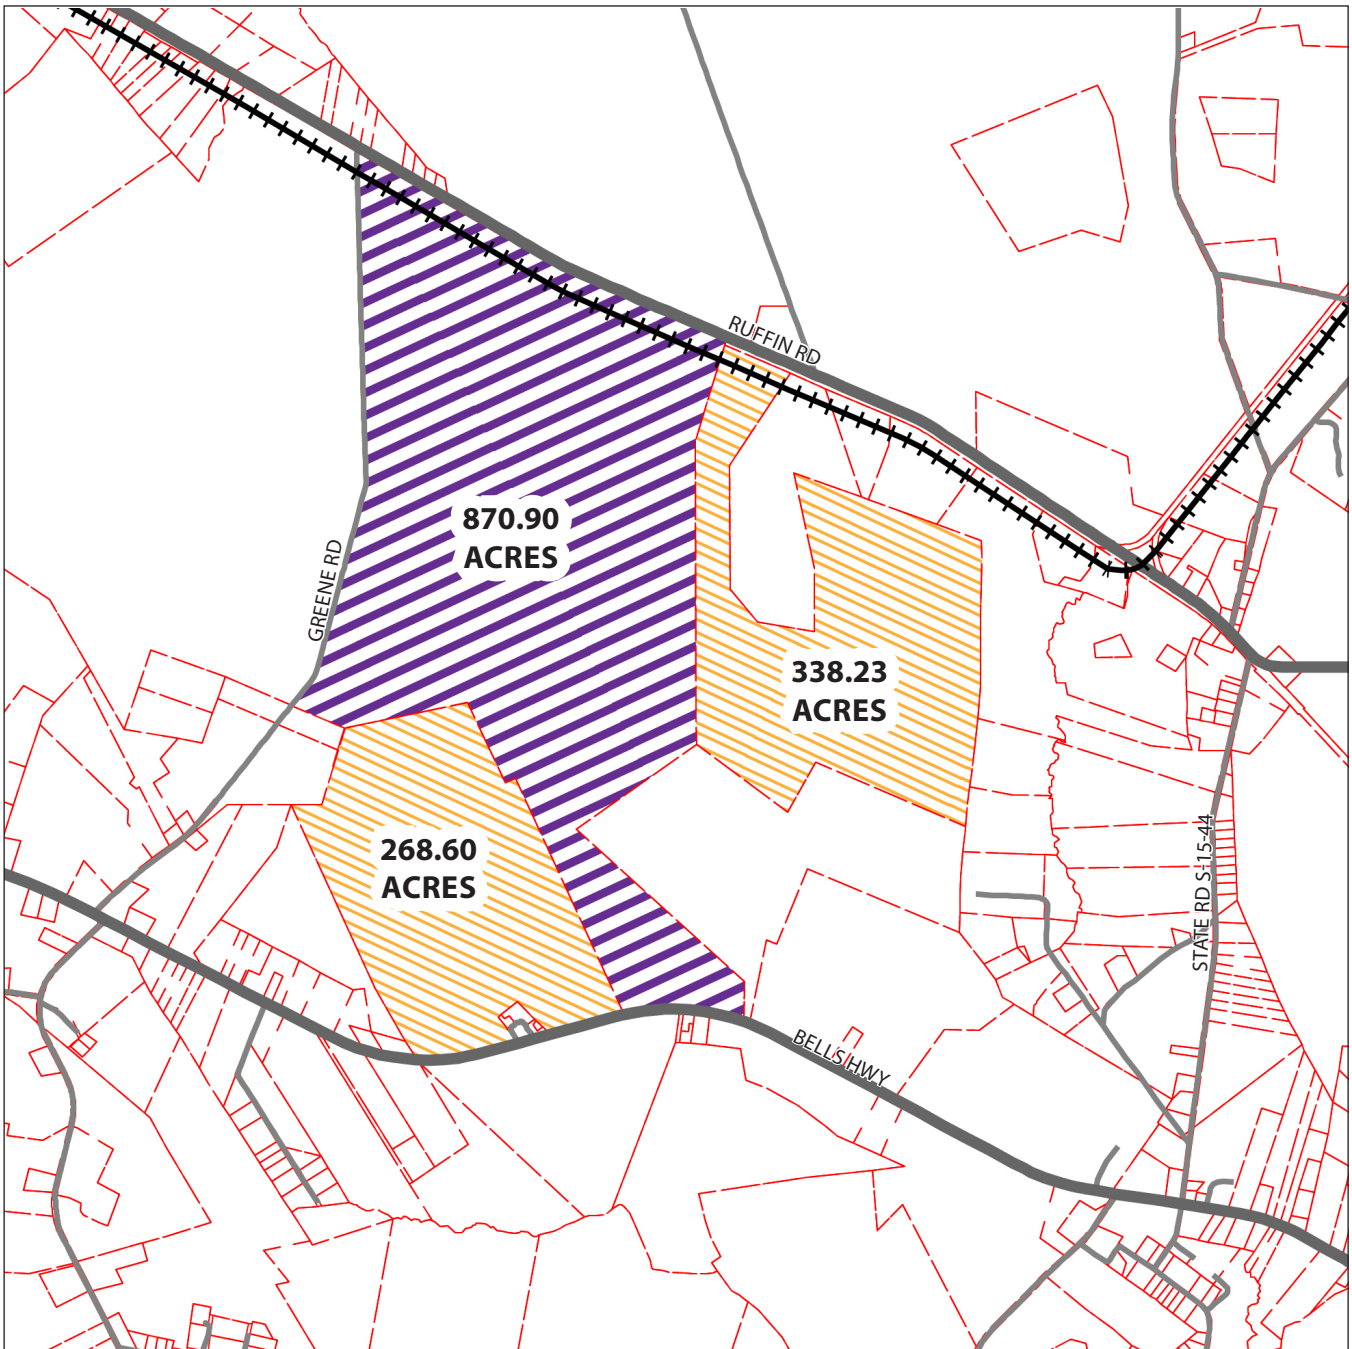 RUFFIN RD
870.90
ACRES
GREENE RD
338.23
ACRES
268.60
ACRES
STATE RD S-15-44
BELLS HWY